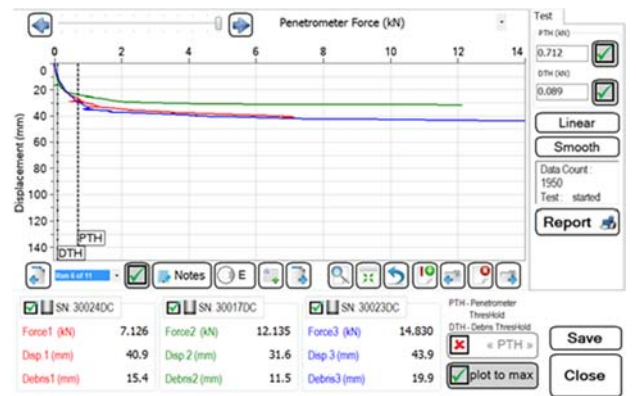 Penetrometer Force (kN)
0 2 4 6 8 10 12 14
Displacement (mm)
0
20
40
60
80
100
120
140
PTH
DTH
Test
PTH (kN)
0.712
DTH (kN)
0.089
Linear
Smooth
Data Count :
1950
Test : started
Report
Run 6 of 11
Notes
E
SN: 30024DC
Force1 (kN) 7.126
Disp.1 (mm) 40.9
Debris1 (mm) 15.4
SN: 30017DC
Force2 (kN) 12.135
Disp 2 (mm) 31.6
Debris2 (mm) 11.5
SN: 30023DC
Force3 (kN) 14.830
Disp 3 (mm) 43.9
Debris3 (mm) 19.9
PTH - Penetrometer
ThresHold
DTH - Debris ThresHold
« PTH »
plot to max
Save
Close